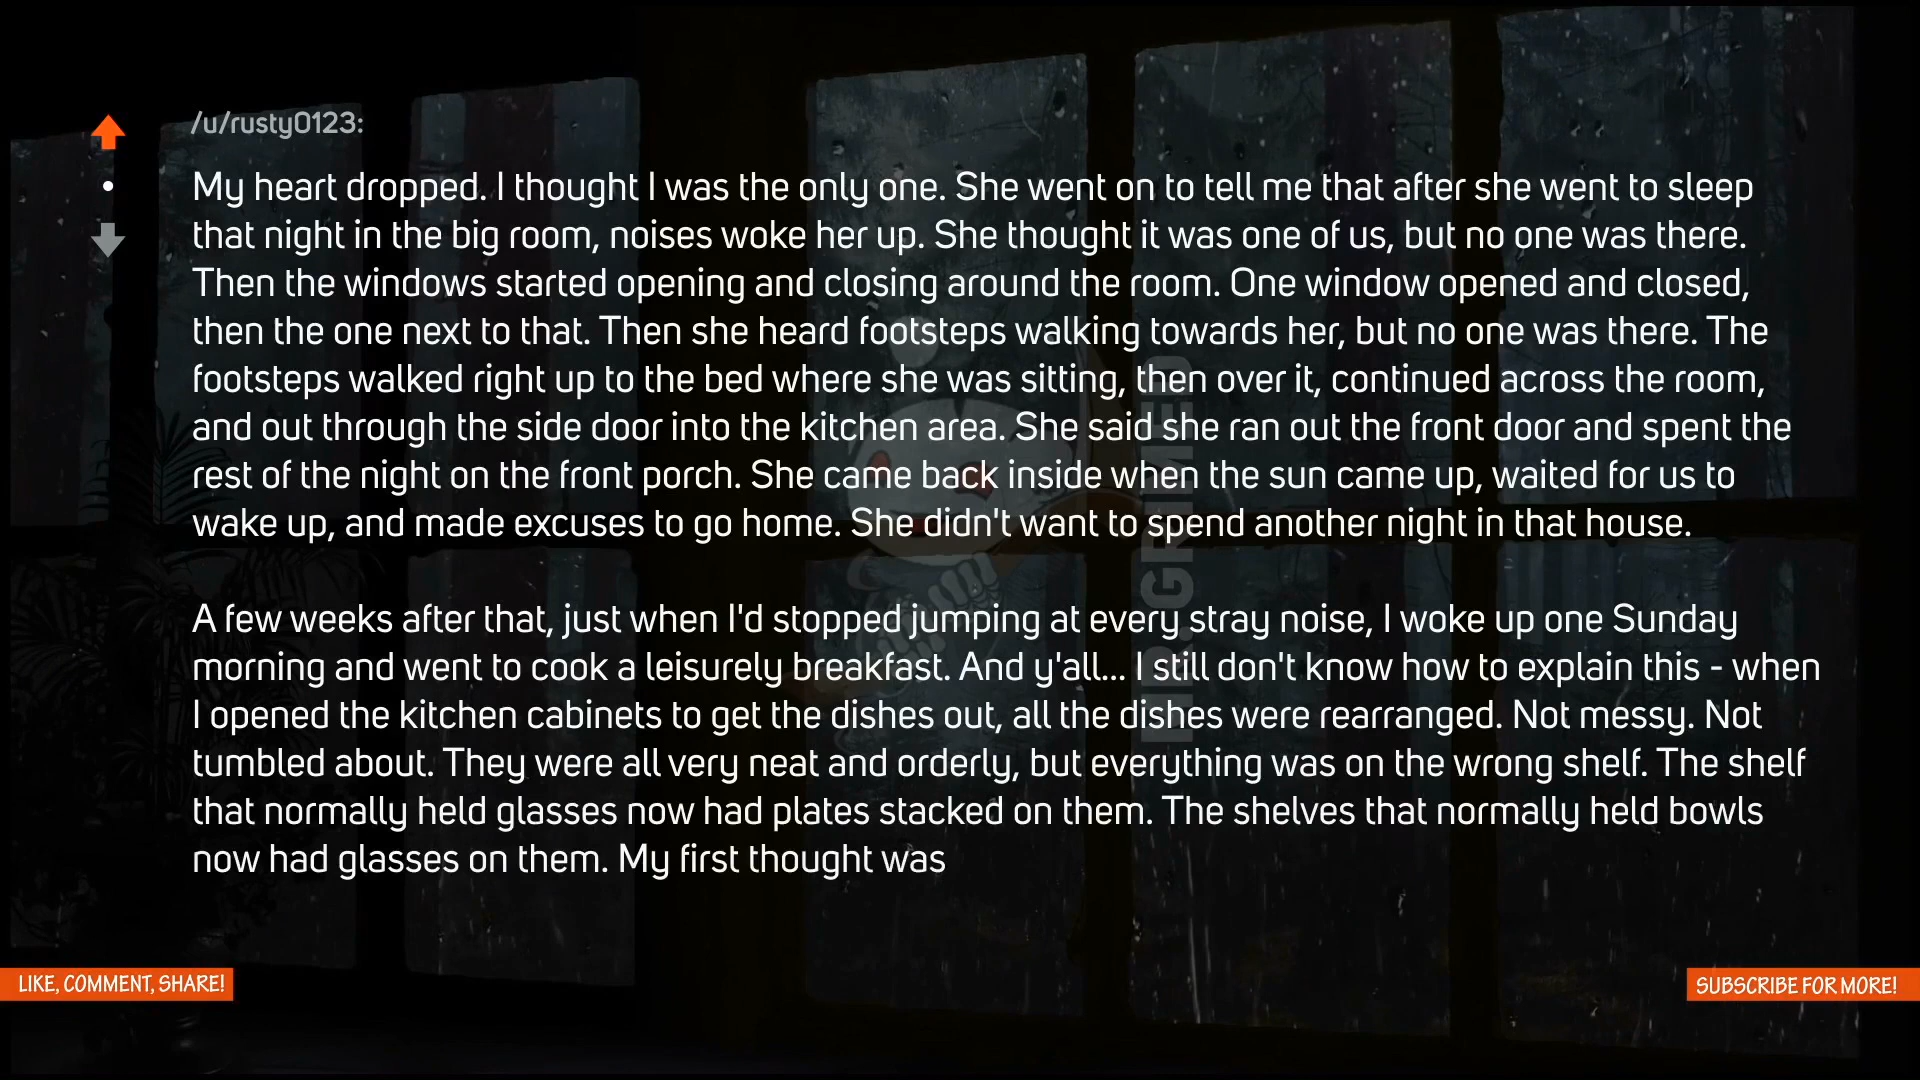 /u/rusty0123:
My heart dropped. I thought I was the only one. She went on to tell me that after she went to sleep
that night in the big room, noises woke her up. She thought it was one of us, but no one was there.
Then the windows started opening and closing around the room. One window opened and closed,
then the one next to that. Then she heard footsteps walking towards her, but no one was there. The
footsteps walked right up to the bed where she was sitting, then over it, continued across the room,
and out through the side door into the kitchen area. She said she ran out the front door and spent the
rest of the night on the front porch. She came back inside when the sun came up, waited for us to
wake up, and made excuses to go home. She didn't want to spend another night in that house.
A few weeks after that, just when I'd stopped jumping at every stray noise, I woke up one Sunday
morning and went to cook a leisurely breakfast. And y'all... I still don't know how to explain this - when
I opened the kitchen cabinets to get the dishes out, all the dishes were rearranged. Not messy. Not
tumbled about. They were all very neat and orderly, but everything was on the wrong shelf. The shelf
that normally held glasses now had plates stacked on them. The shelves that normally held bowls
now had glasses on them. My first thought was
MR. GRIMED
LIKE, COMMENT, SHARE!
SUBSCRIBE FOR MORE!